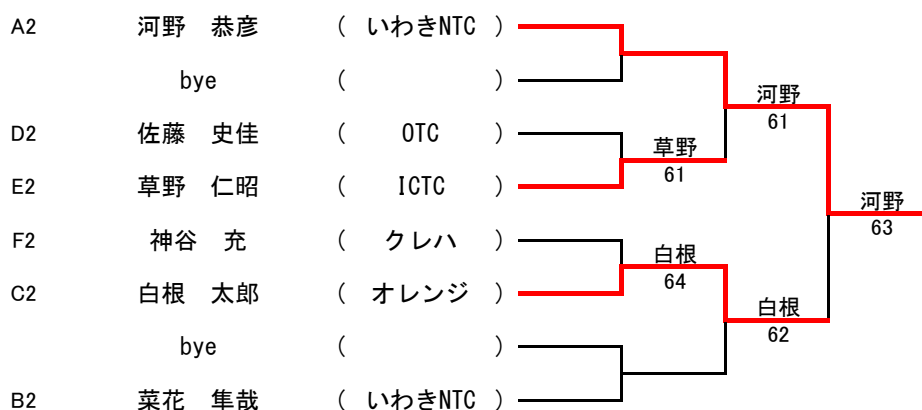 A2 河野 恭彦 ( いわきNTC )
bye ( )
河野
61
D2 佐藤 史佳 ( OTC )
草野
61
E2 草野 仁昭 ( ICTC )
河野
63
F2 神谷 充 ( クレハ )
白根
64
C2 白根 太郎 ( オレンジ )
白根
62
bye ( )
B2 菜花 隼哉 ( いわきNTC )